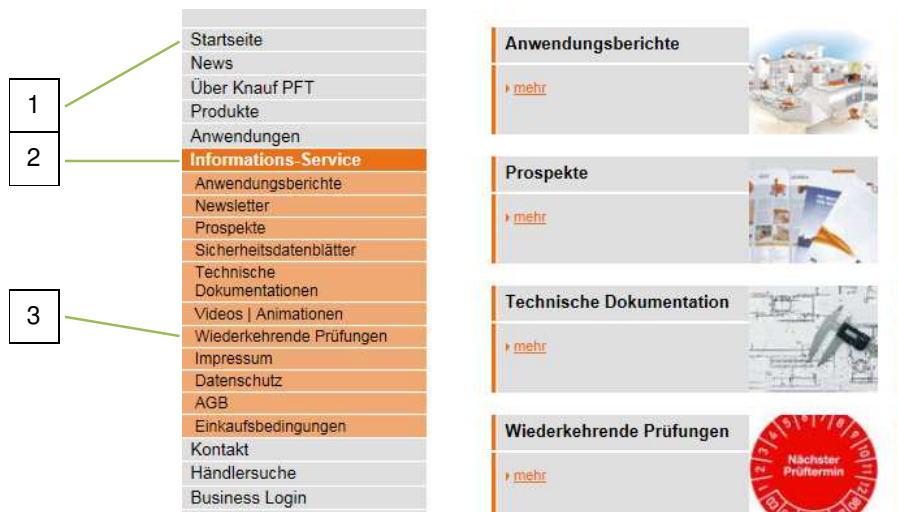 1
2
3
Startseite
News
Über Knauf PFT
Produkte
Anwendungen
Informations-Service
Anwendungsberichte
Newsletter
Prospekte
Sicherheitsdatenblätter
Technische
Dokumentationen
Videos | Animationen
Wiederkehrende Prüfungen
Impressum
Datenschutz
AGB
Einkaufsbedingungen
Kontakt
Händlersuche
Business Login
Anwendungsberichte
mehr
Prospekte
mehr
Technische Dokumentation
mehr
Wiederkehrende Prüfungen
mehr
Nächster
Prüftermin